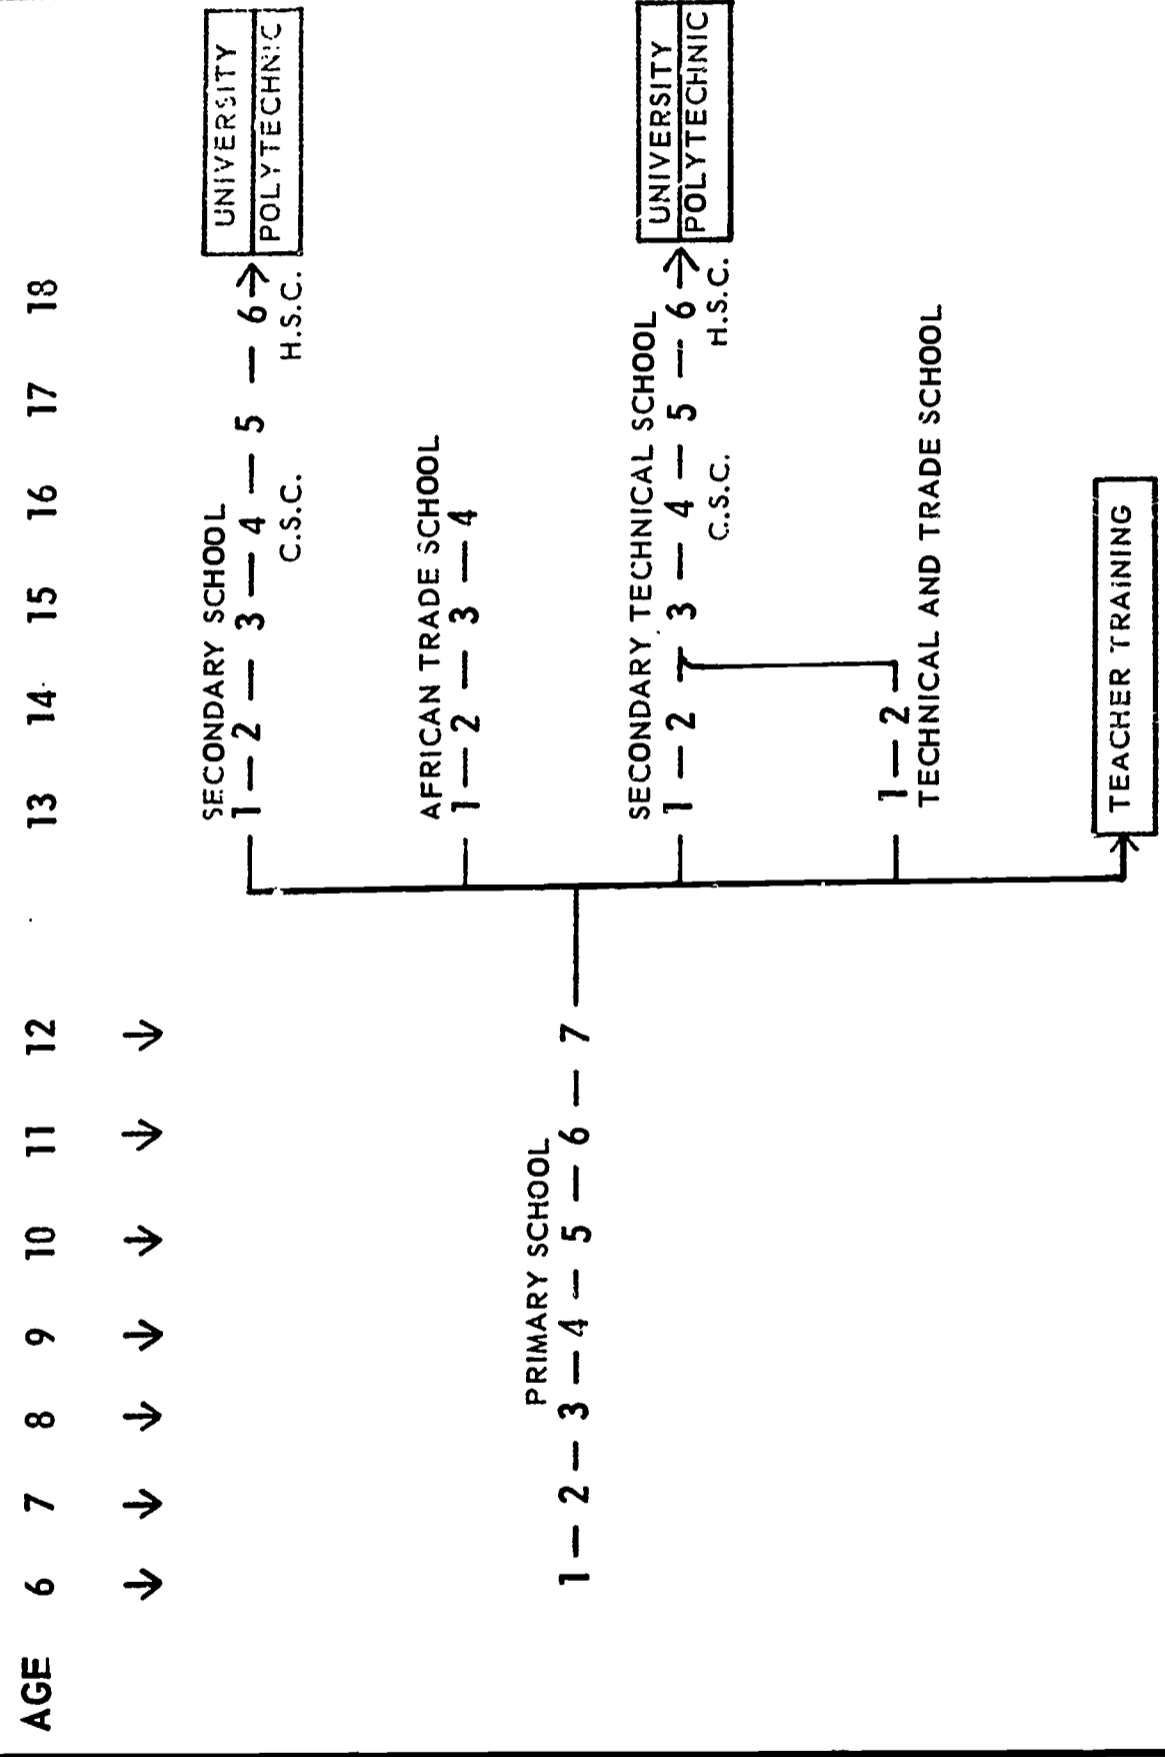 AGE 6 7 8 9 10 11 12 13 14 15 16 17 18
SECONDARY SCHOOL
1 — 2 — 3 — 4 — 5 — 6
C.S.C. H.S.C.
UNIVERSITY
POLYTECHNIC
AFRICAN TRADE SCHOOL
1 — 2 — 3 — 4
PRIMARY SCHOOL
1 — 2 — 3 — 4 — 5 — 6 — 7
SECONDARY TECHNICAL SCHOOL
1 — 2 — 3 — 4 — 5 — 6
C.S.C. H.S.C.
UNIVERSITY
POLYTECHNIC
1 — 2
TECHNICAL AND TRADE SCHOOL
TEACHER TRAINING